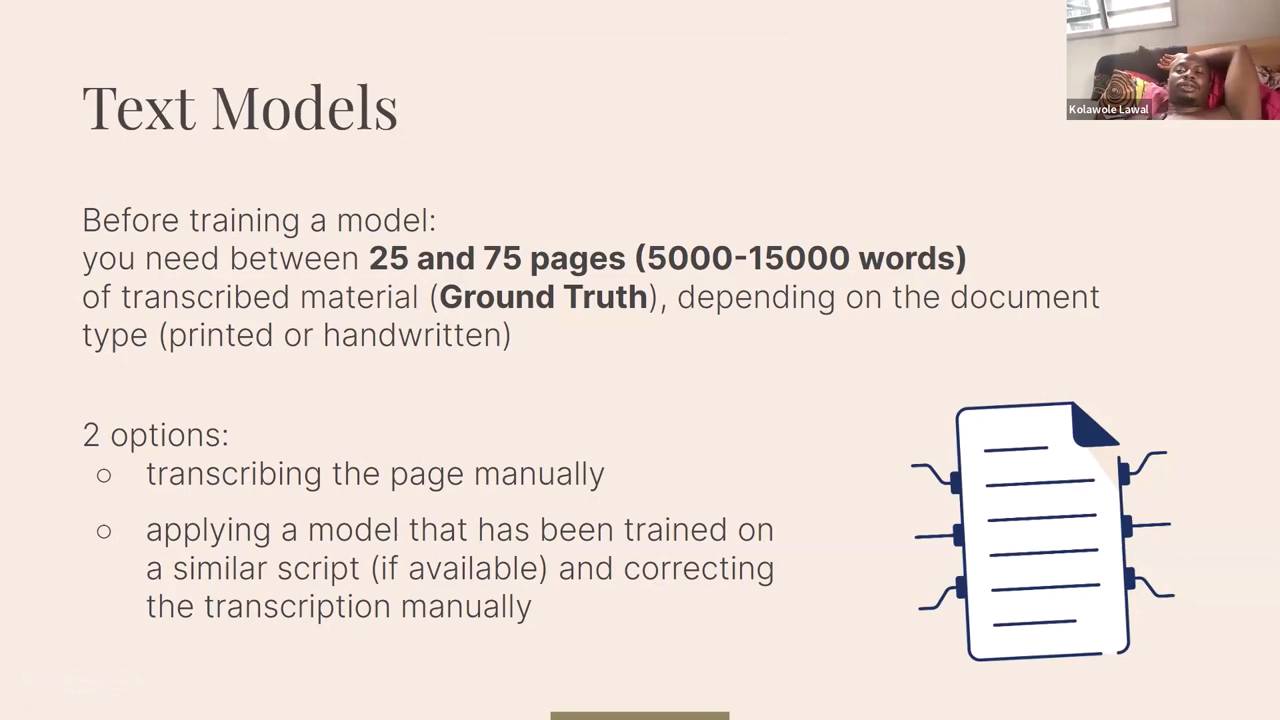 Text Models
Kolawole Lawal
Before training a model:
you need between 25 and 75 pages (5000-15000 words)
of transcribed material (Ground Truth), depending on the document
type (printed or handwritten)
2 options:
○ transcribing the page manually
○ applying a model that has been trained on
a similar script (if available) and correcting
the transcription manually